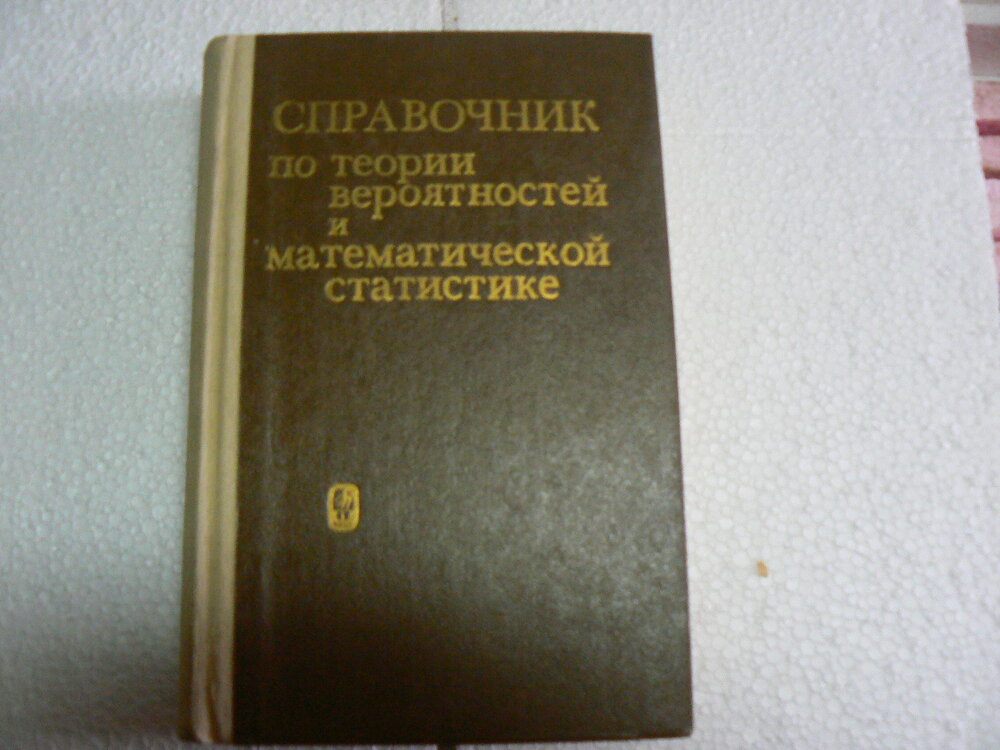 СПРАВОЧНИК
по теории
вероятностей
и
математической
статистике